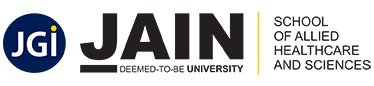 JGi
JAIN
DEEMED-TO-BE UNIVERSITY
SCHOOL
OF ALLIED
HEALTHCARE
AND SCIENCES